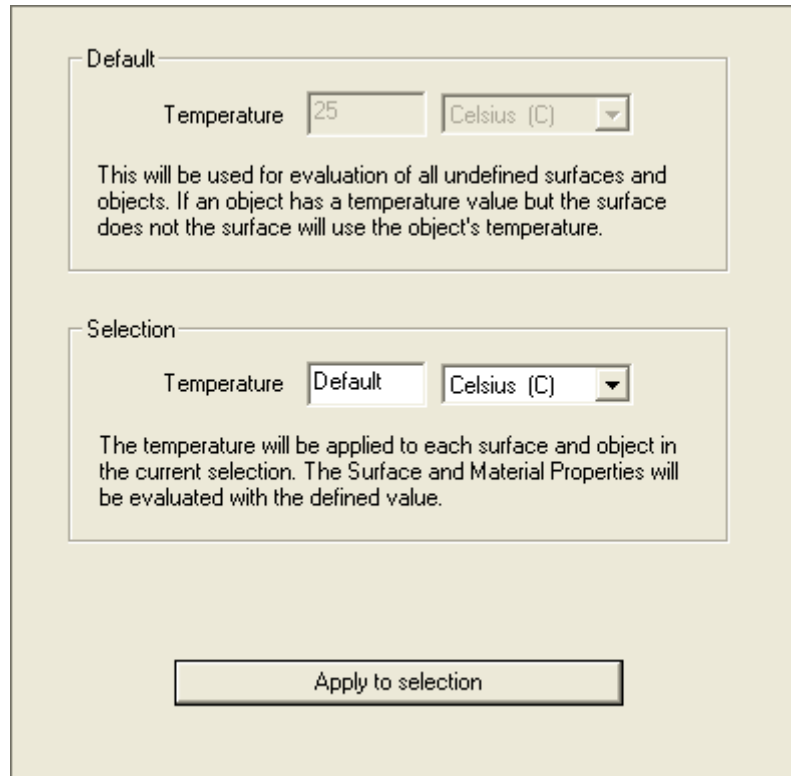 Default
Temperature 25 Celsius (C)
This will be used for evaluation of all undefined surfaces and
objects. If an object has a temperature value but the surface
does not the surface will use the object's temperature.
Selection
Temperature Default Celsius (C)
The temperature will be applied to each surface and object in
the current selection. The Surface and Material Properties will
be evaluated with the defined value.
Apply to selection